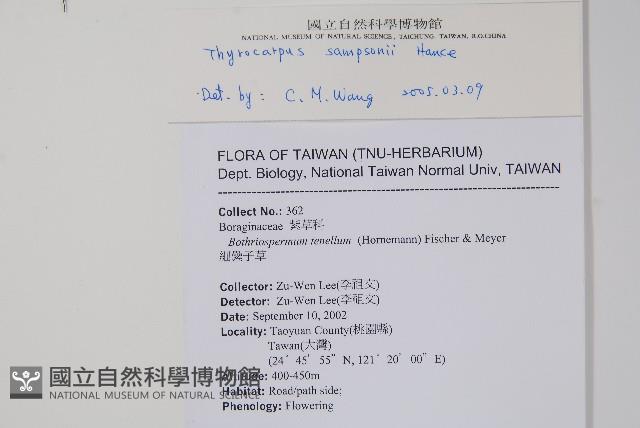 國立自然科學博物館
NATIONAL MUSEUM OF NATURAL SCIENCE, TAICHUNG, TAIWAN, R.O.CHINA
Thyrocarpus sampsonii Hance
Det. by : C. M. Wang 2005.03.09
FLORA OF TAIWAN (TNU-HERBARIUM)
Dept. Biology, National Taiwan Normal Univ, TAIWAN
Collect No.: 362
Boraginaceae 紫草科
Bothriospermum tenellum (Hornemann) Fischer & Meyer
細纍子草
Collector: Zu-Wen Lee(李祖文)
Detector: Zu-Wen Lee(李祖文)
Date: September 10, 2002
Locality: Taoyuan County(桃園縣)
Tawan(大灣)
(24° 45' 55" N, 121° 20' 00" E)
Altitude: 400-450m
Habitat: Road/path side;
Phenology: Flowering
國立自然科學博物館
NATIONAL MUSEUM OF NATURAL SCIENCE